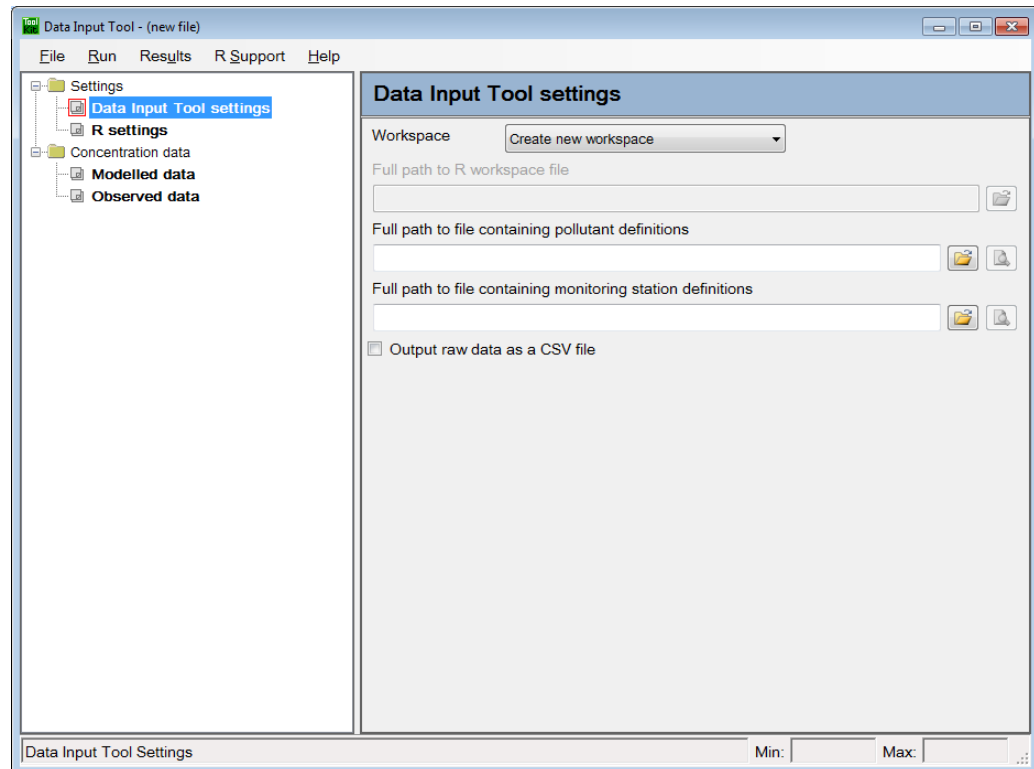 Tool Kit Data Input Tool - (new file)
File Run Results R Support Help
Settings
Data Input Tool settings
R settings
Concentration data
Modelled data
Observed data
Data Input Tool settings
Workspace Create new workspace
Full path to R workspace file
Full path to file containing pollutant definitions
Full path to file containing monitoring station definitions
Output raw data as a CSV file
Data Input Tool Settings Min: Max: